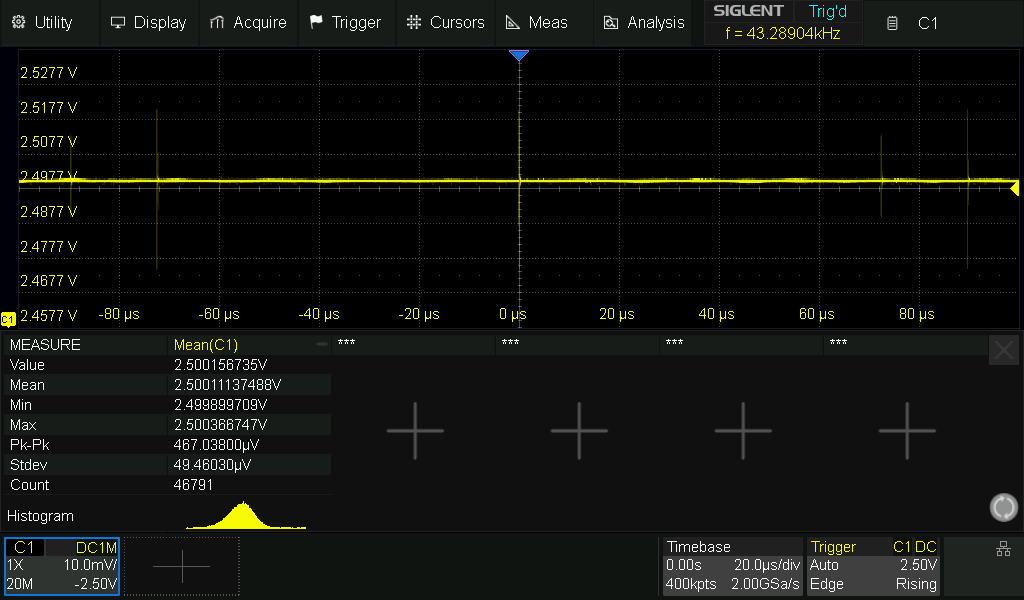 Utility Display Acquire Trigger Cursors Meas Analysis SIGLENT Trig'd C1
f = 43.28904kHz
2.5277 V
2.5177 V
2.5077 V
2.4977 V
2.4877 V
2.4777 V
2.4677 V
C1 2.4577 V -80 µs -60 µs -40 µs -20 µs 0 µs 20 µs 40 µs 60 µs 80 µs
MEASURE Mean(C1) *** *** *** ***
Value 2.500156735V
Mean 2.50011137488V
Min 2.499899709V
Max 2.500366747V
Pk-Pk 467.03800µV
Stdev 49.46030µV
Count 46791
Histogram
C1 DC1M Timebase Trigger C1 DC
1X 10.0mV/ 0.00s 20.0µs/div Auto 2.50V
20M -2.50V 400kpts 2.00GSa/s Edge Rising